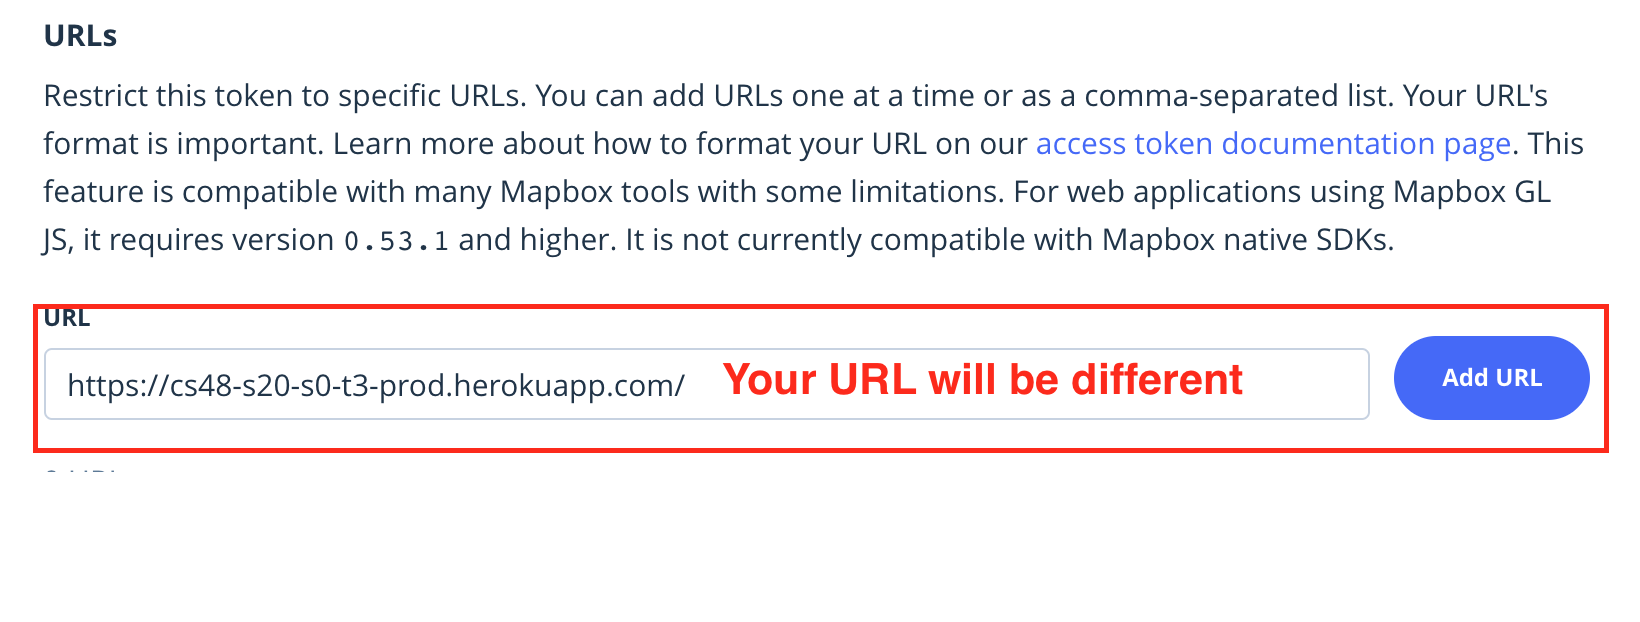 URLs
Restrict this token to specific URLs. You can add URLs one at a time or as a comma-separated list. Your URL's
format is important. Learn more about how to format your URL on our access token documentation page. This
feature is compatible with many Mapbox tools with some limitations. For web applications using Mapbox GL
JS, it requires version 0.53.1 and higher. It is not currently compatible with Mapbox native SDKs.
URL
https://cs48-s20-s0-t3-prod.herokuapp.com/ Your URL will be different
Add URL